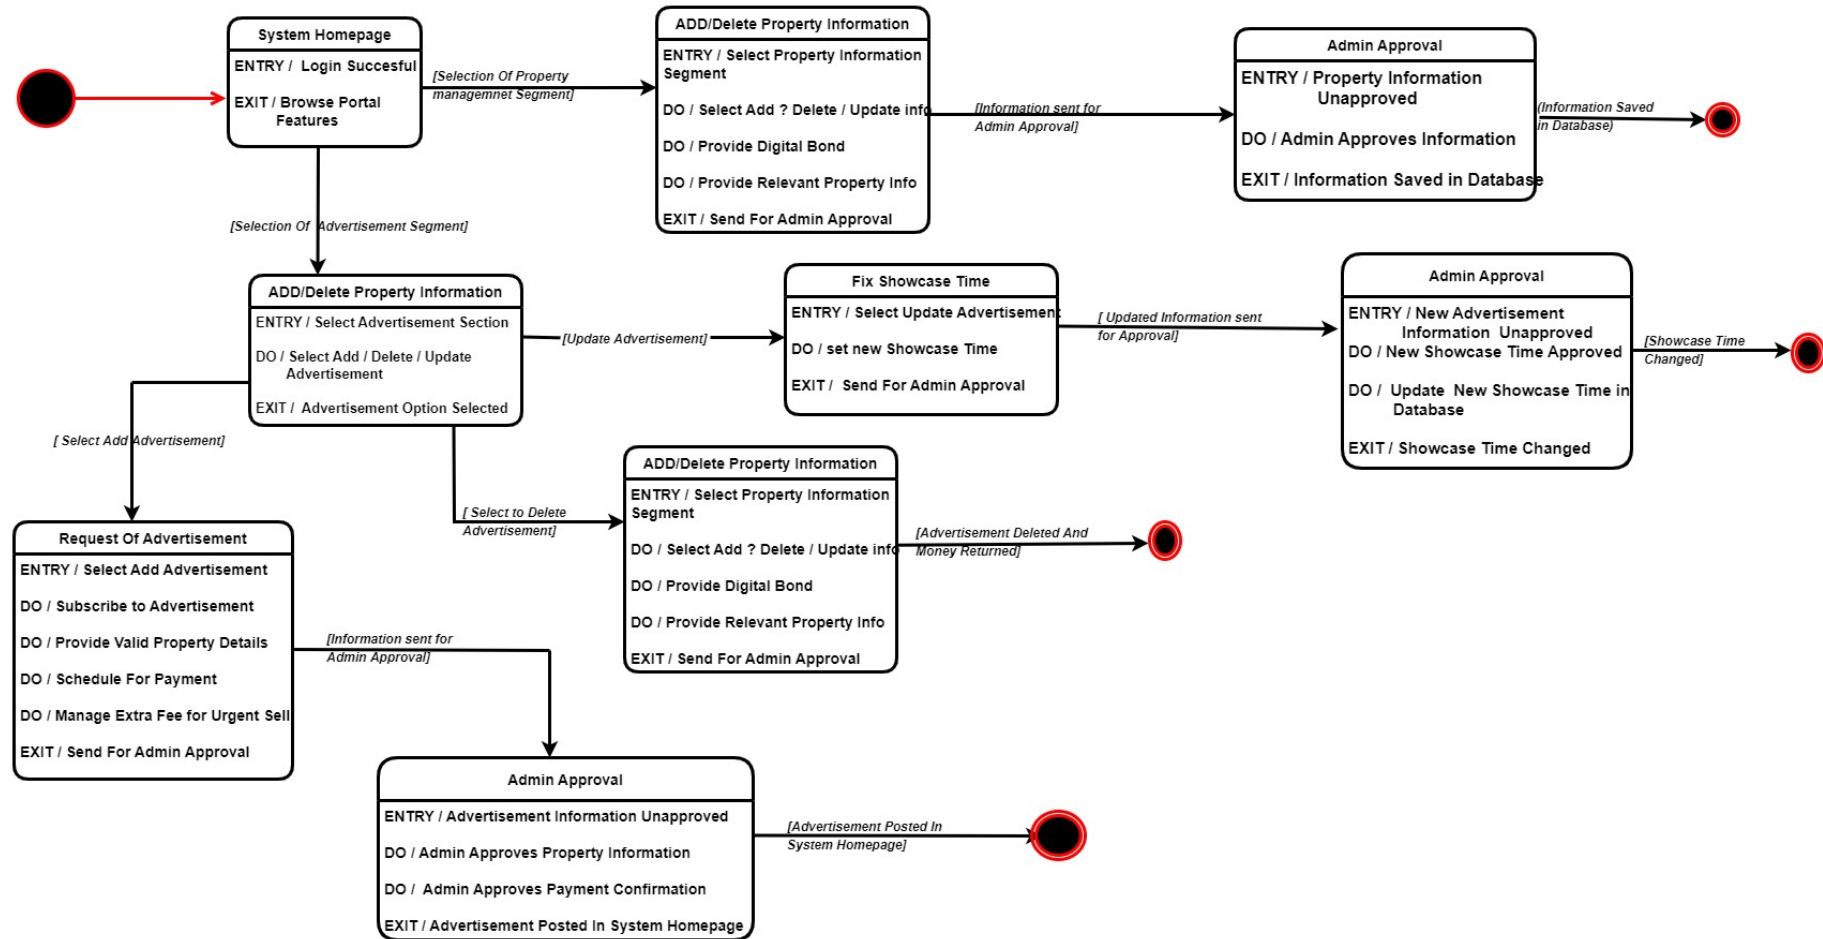 System Homepage
ENTRY /  Login Succesful
EXIT / Browse Portal
Features
[Selection Of Property
managemnet Segment]
ADD/Delete Property Information
ENTRY / Select Property Information
Segment
DO / Select Add ? Delete / Update info
DO / Provide Digital Bond
DO / Provide Relevant Property Info
EXIT / Send For Admin Approval
[Information sent for
Admin Approval]
Admin Approval
ENTRY / Property Information
Unapproved
DO / Admin Approves Information
EXIT / Information Saved in Database
(Information Saved
in Database)
[Selection Of  Advertisement Segment]
ADD/Delete Property Information
ENTRY / Select Advertisement Section
DO / Select Add / Delete / Update
Advertisement
EXIT /  Advertisement Option Selected
[Update Advertisement]
Fix Showcase Time
ENTRY / Select Update Advertisement
DO / set new Showcase Time
EXIT /  Send For Admin Approval
[ Updated Information sent
for Approval]
Admin Approval
ENTRY / New Advertisement
Information  Unapproved
DO / New Showcase Time Approved
DO /  Update  New Showcase Time in
Database
EXIT / Showcase Time Changed
[Showcase Time
Changed]
[ Select Add Advertisement]
[ Select to Delete
Advertisement]
ADD/Delete Property Information
ENTRY / Select Property Information
Segment
DO / Select Add ? Delete / Update info
DO / Provide Digital Bond
DO / Provide Relevant Property Info
EXIT / Send For Admin Approval
[Advertisement Deleted And
Money Returned]
Request Of Advertisement
ENTRY / Select Add Advertisement
DO / Subscribe to Advertisement
DO / Provide Valid Property Details
DO / Schedule For Payment
DO / Manage Extra Fee for Urgent Sell
EXIT / Send For Admin Approval
[Information sent for
Admin Approval]
Admin Approval
ENTRY / Advertisement Information Unapproved
DO / Admin Approves Property Information
DO /  Admin Approves Payment Confirmation
EXIT / Advertisement Posted In System Homepage
[Advertisement Posted In
System Homepage]